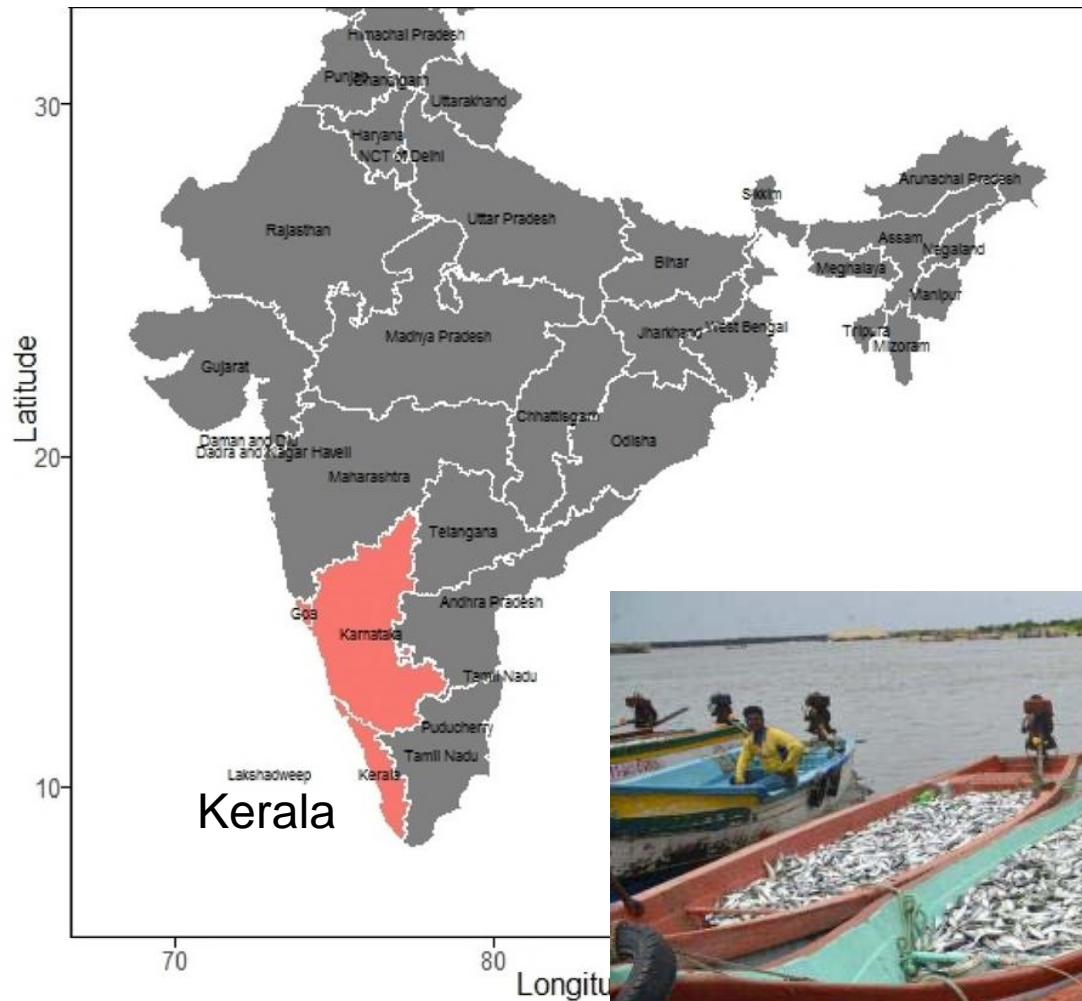 Himachal Pradesh
Punjab
Chandigarh
Uttarakhand
30
Haryana
NCT of Delhi
Sikkim
Arunachal Pradesh
Rajasthan
Uttar Pradesh
Assam
Nagaland
Bihar
Meghalaya
Manipur
Madhya Pradesh
Jharkhand
West Bengal
Tripura
Mizoram
Gujarat
Latitude
Chhattisgarh
Odisha
Daman and Diu
Dadra and Nagar Haveli
20
Maharashtra
Telangana
Andhra Pradesh
Goa
Karnataka
Tamil Nadu
Puducherry
Tamil Nadu
Lakshadweep
Kerala
10
Kerala
70
80
Longitu